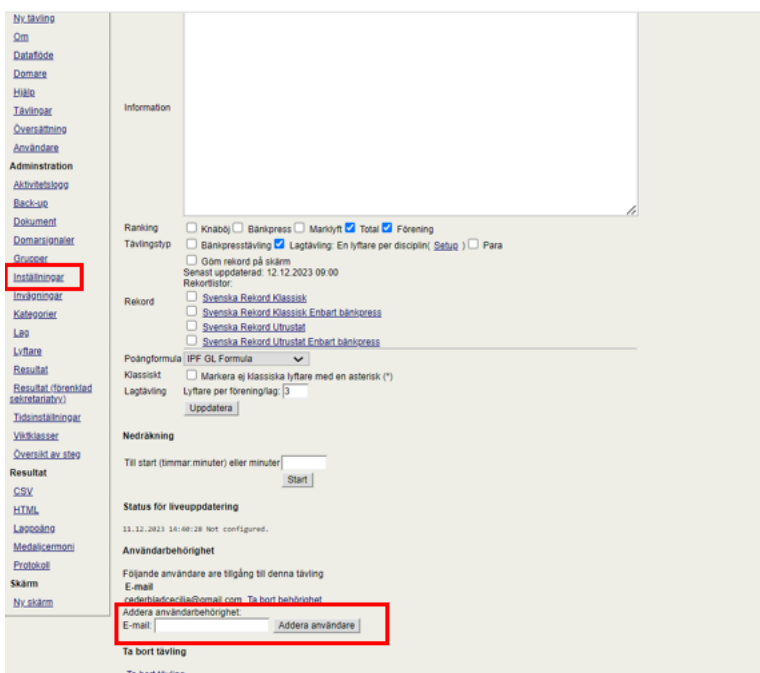 Ny tävling
Om
Dataflöde
Domare
Hjälp
Tävlingar
Översättning
Användare
Adminstration
Aktivitetslogg
Back-up
Dokument
Domarsignaler
Grupper
Inställningar
Invägningar
Kategorier
Lag
Lyftare
Resultat
Resultat (förenklad
sekretariatvy)
Tidsinställningar
Viktklasser
Översikt av steg
Resultat
CSV
HTML
Lagpoäng
Medalicermoni
Protokoll
Skärm
Ny skärm
Information
Ranking Knäböj Bänkpress Marklyft Total Förening
Tävlingstyp Bänkpresstävling Lagtävling: En lyftare per disciplin( Setup ) Para
Göm rekord på skärm
Senast uppdaterad: 12.12.2023 09:00
Rekortlistor:
Rekord
Svenska Rekord Klassisk
Svenska Rekord Klassisk Enbart bänkpress
Svenska Rekord Utrustat
Svenska Rekord Utrustat Enbart bänkpress
Poängformula IPF GL Formula
Klassiskt Markera ej klassiska lyftare med en asterisk (*)
Lagtävling Lyftare per förening/lag: 3
Uppdatera
Nedräkning
Till start (timmar:minuter) eller minuter
Start
Status för liveuppdatering
11.12.2023 14:40:28 Not configured.
Användarbehörighet
Följande användare are tillgång till denna tävling
E-mail
cederbladcecilia@gmail.com Ta bort behörighet
Addera användarbehörighet:
E-mail: Addera användare
Ta bort tävling
Ta bort tävling